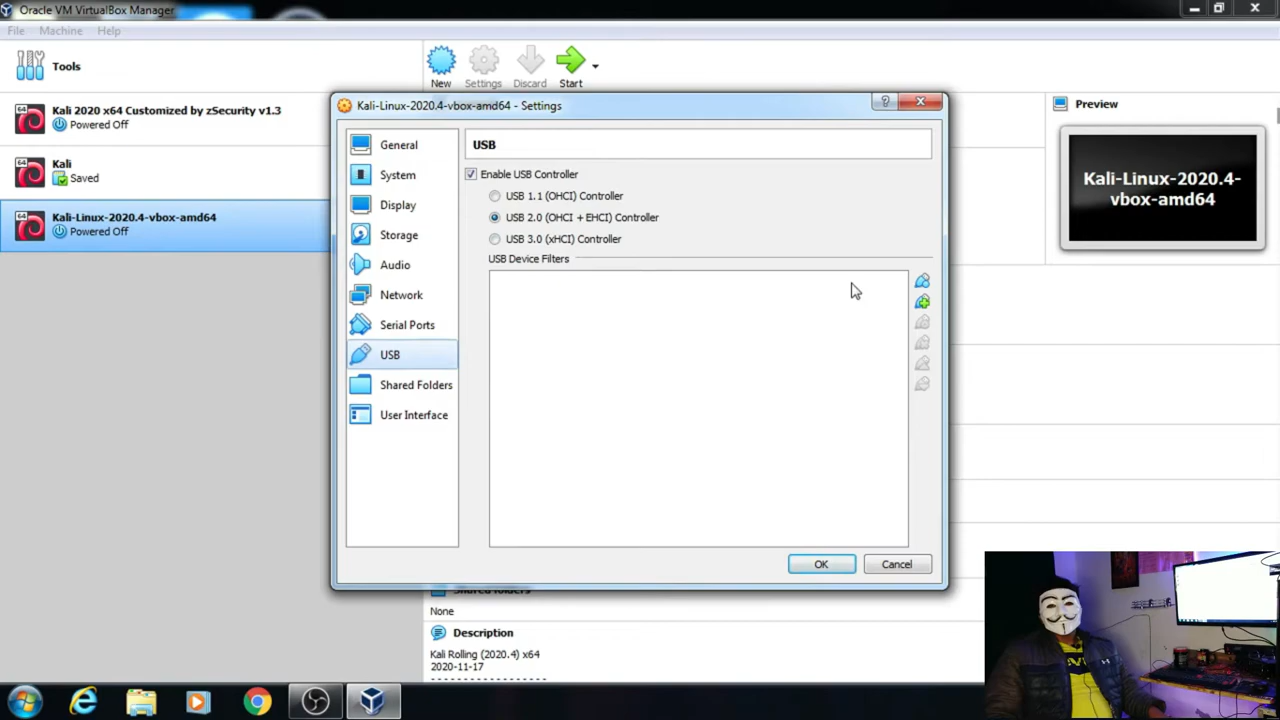 Oracle VM VirtualBox Manager
File Machine Help
Tools
New Settings Discard Start
Kali 2020 x64 Customized by zSecurity v1.3
Powered Off
Kali
Saved
Kali-Linux-2020.4-vbox-amd64
Powered Off
Kali-Linux-2020.4-vbox-amd64 - Settings
General
System
Display
Storage
Audio
Network
Serial Ports
USB
Shared Folders
User Interface
USB
Enable USB Controller
USB 1.1 (OHCI) Controller
USB 2.0 (OHCI + EHCI) Controller
USB 3.0 (xHCI) Controller
USB Device Filters
OK Cancel
Preview
Kali-Linux-2020.4-
vbox-amd64
Shared folders
None
Description
Kali Rolling (2020.4) x64
2020-11-17
--------------------